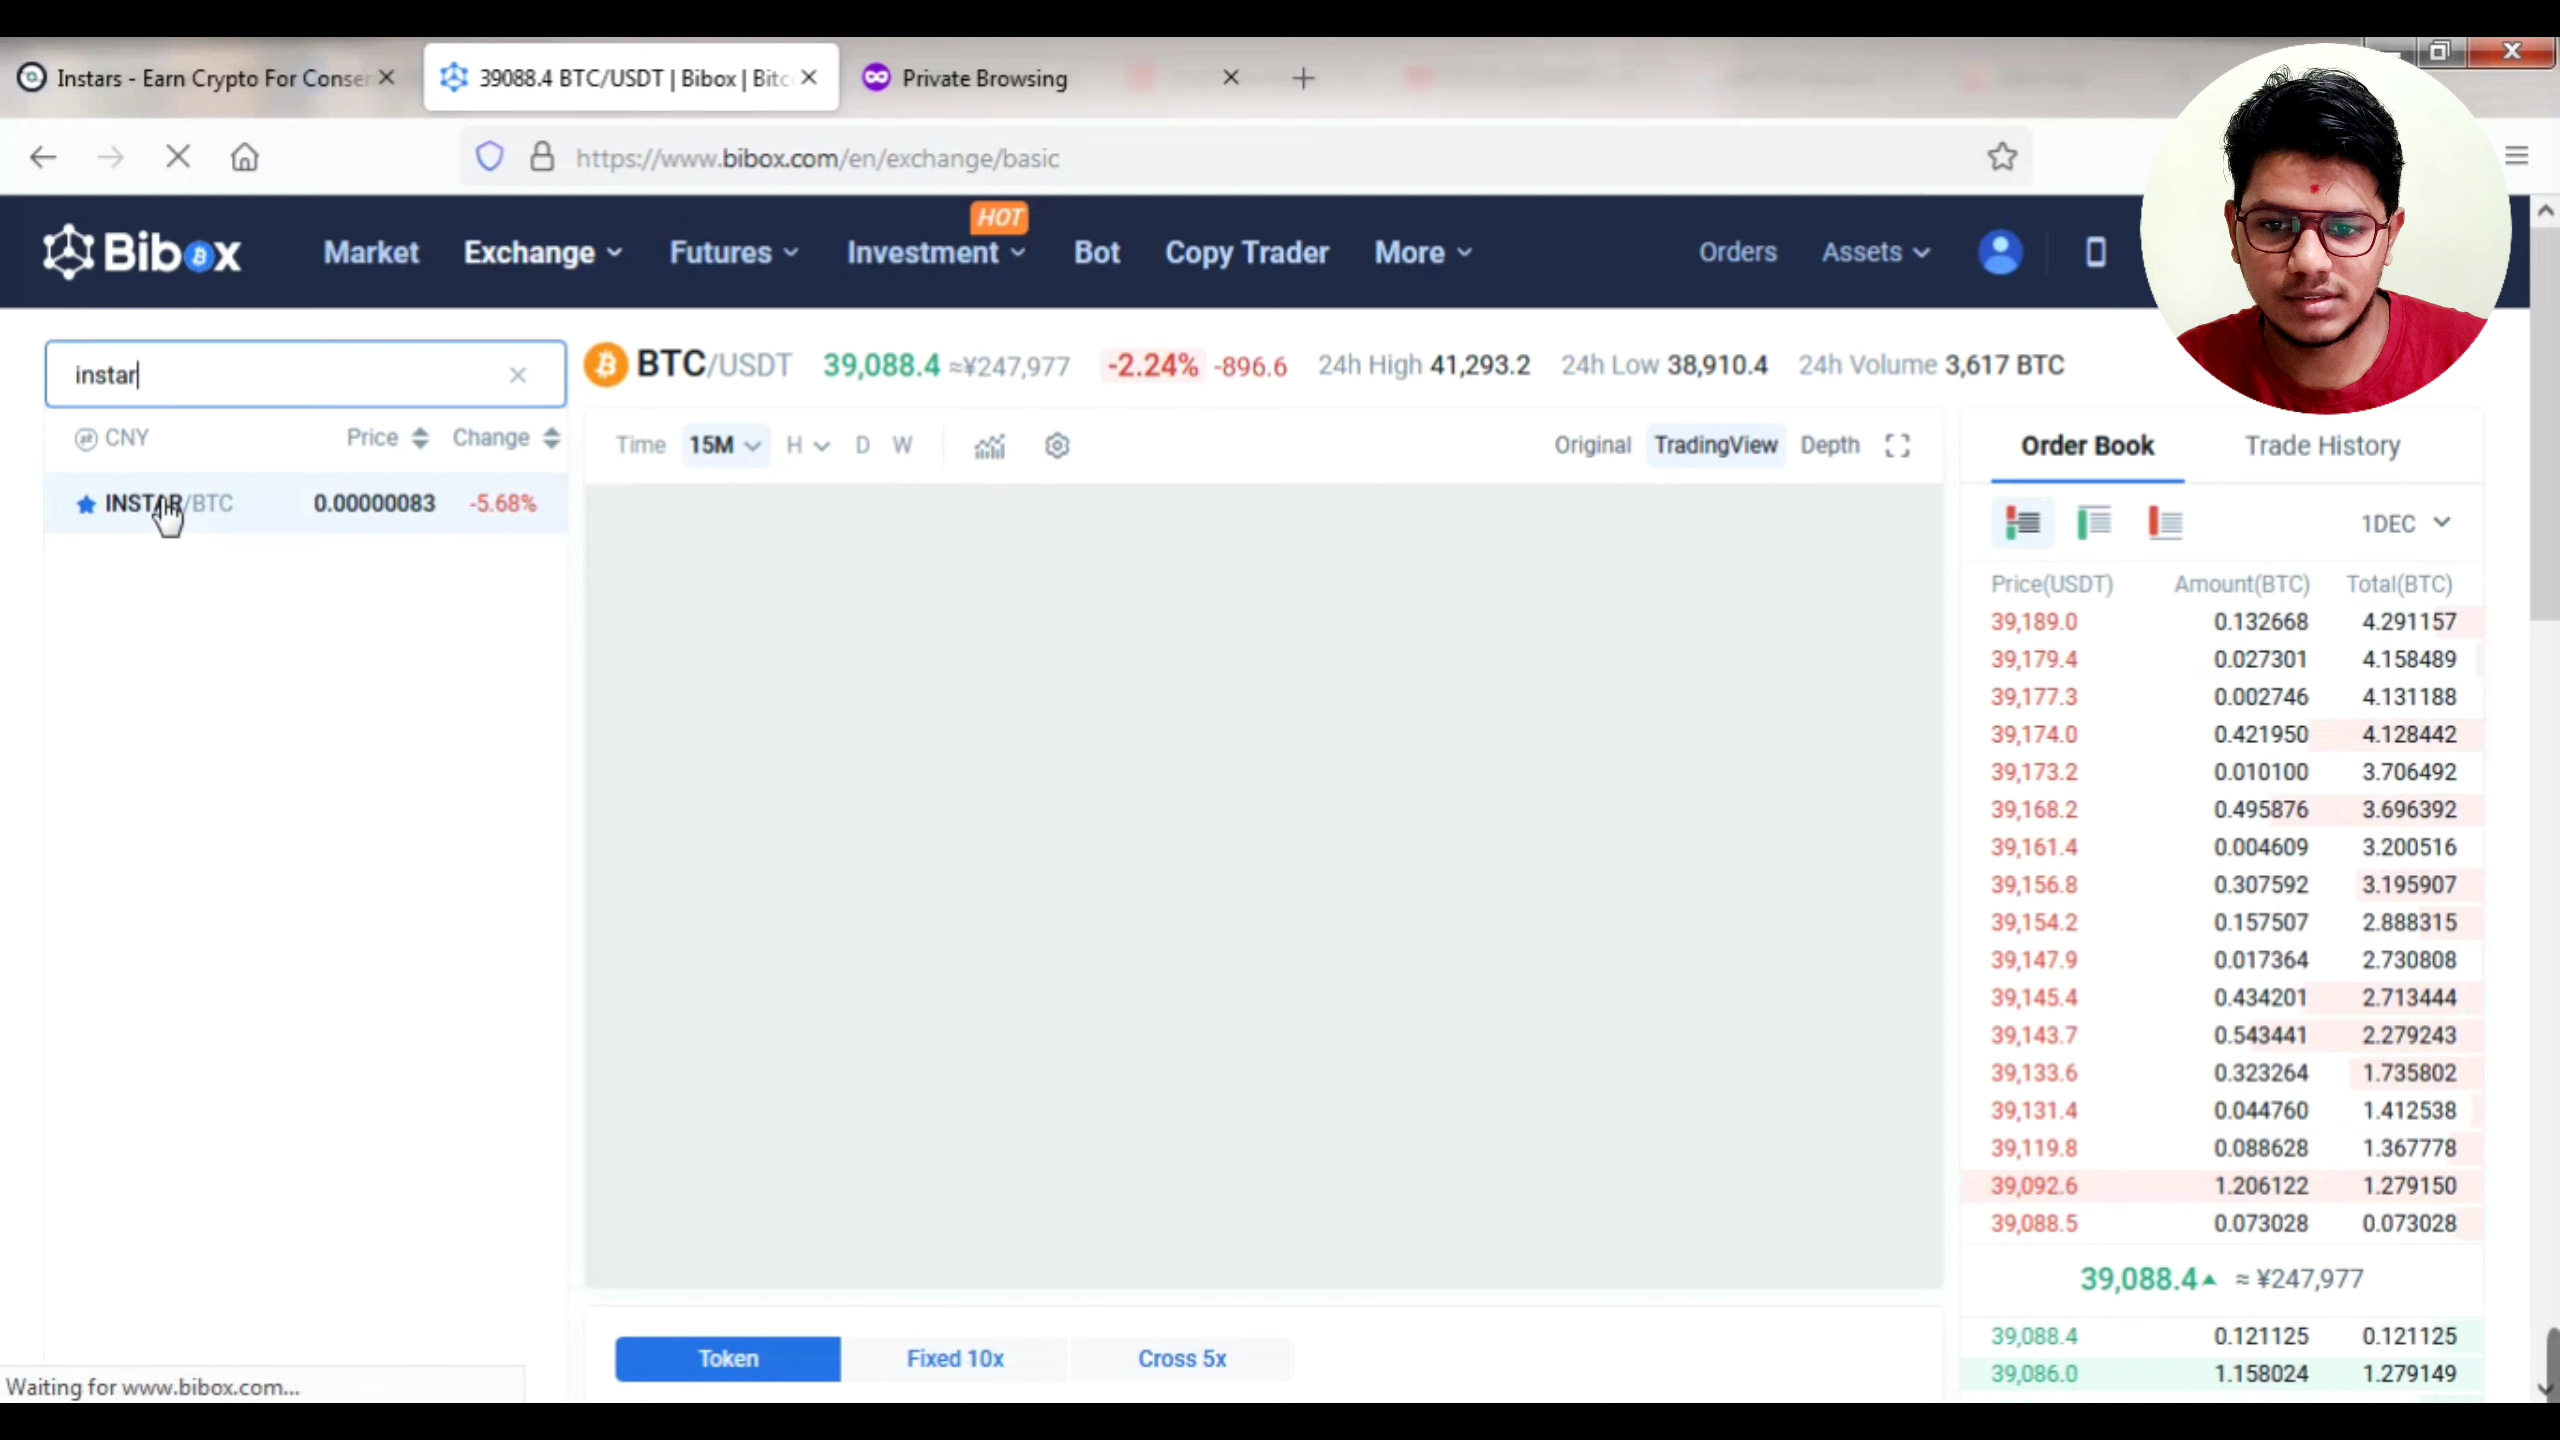 Instars - Earn Crypto For Conser
39088.4 BTC/USDT | Bibox | Bitc
Private Browsing
https://www.bibox.com/en/exchange/basic
Bibox
Market
Exchange
Futures
HOT
Investment
Bot
Copy Trader
More
Orders
Assets
instar
CNY Price Change
INSTAR/BTC 0.00000083 -5.68%
BTC/USDT 39,088.4 ≈¥247,977 -2.24% -896.6 24h High 41,293.2 24h Low 38,910.4 24h Volume 3,617 BTC
Time 15M H D W Original TradingView Depth
Order Book Trade History
1DEC
Price(USDT) Amount(BTC) Total(BTC)
39,189.0 0.132668 4.291157
39,179.4 0.027301 4.158489
39,177.3 0.002746 4.131188
39,174.0 0.421950 4.128442
39,173.2 0.010100 3.706492
39,168.2 0.495876 3.696392
39,161.4 0.004609 3.200516
39,156.8 0.307592 3.195907
39,154.2 0.157507 2.888315
39,147.9 0.017364 2.730808
39,145.4 0.434201 2.713444
39,143.7 0.543441 2.279243
39,133.6 0.323264 1.735802
39,131.4 0.044760 1.412538
39,119.8 0.088628 1.367778
39,092.6 1.206122 1.279150
39,088.5 0.073028 0.073028
39,088.4 ≈ ¥247,977
39,088.4 0.121125 0.121125
39,086.0 1.158024 1.279149
Token Fixed 10x Cross 5x
Waiting for www.bibox.com...